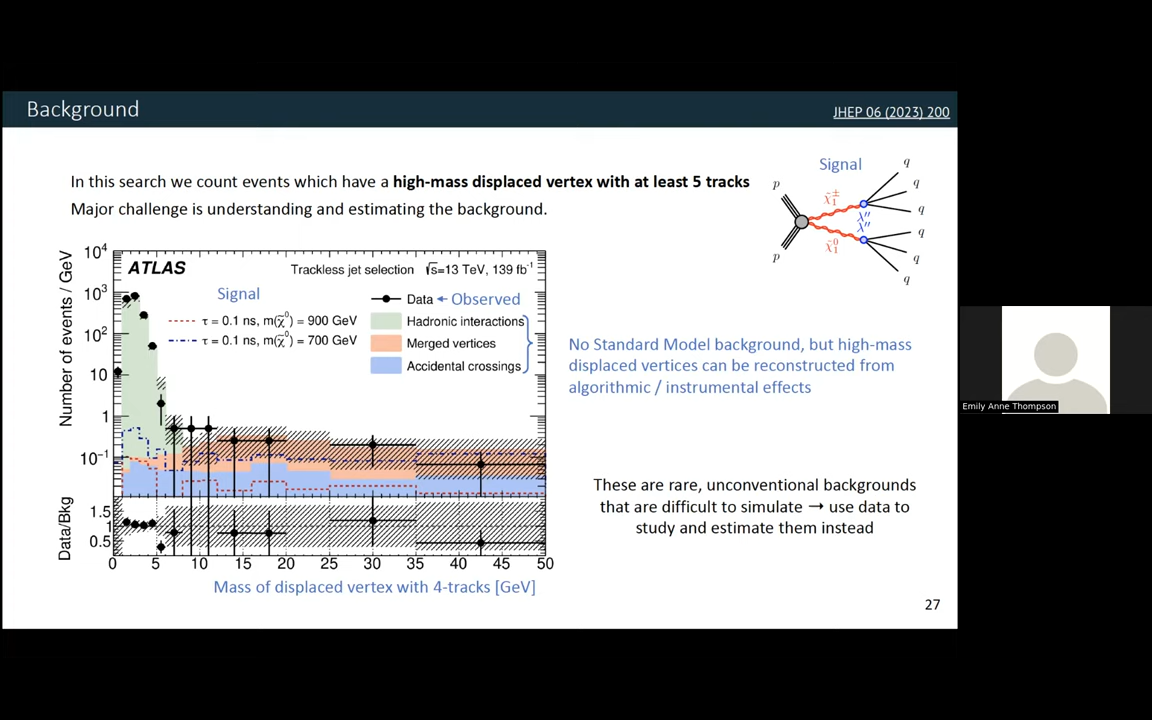 Background
JHEP 06 (2023) 200
In this search we count events which have a high-mass displaced vertex with at least 5 tracks
Major challenge is understanding and estimating the background.
Signal
p
p
χ̃₁±
χ̃₁⁰
λ''
λ''
q
q
q
q
q
q
ATLAS
Trackless jet selection √s=13 TeV, 139 fb⁻¹
Signal
τ = 0.1 ns, m(χ̃⁰) = 900 GeV
τ = 0.1 ns, m(χ̃⁰) = 700 GeV
Data ← Observed
Hadronic interactions
Merged vertices
Accidental crossings
Number of events / GeV
10⁴
10³
10²
10
1
10⁻¹
Data/Bkg
1.5
1
0.5
0 5 10 15 20 25 30 35 40 45 50
Mass of displaced vertex with 4-tracks [GeV]
No Standard Model background, but high-mass
displaced vertices can be reconstructed from
algorithmic / instrumental effects
These are rare, unconventional backgrounds
that are difficult to simulate → use data to
study and estimate them instead
27
Emily Anne Thompson